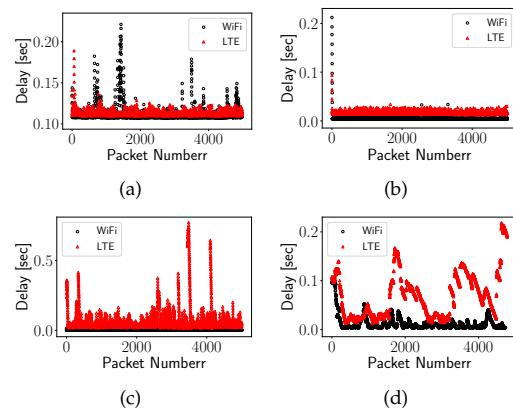 WiFi
LTE
0.20
0.15
0.10
Delay [sec]
0 2000 4000
Packet Numberr
(a)
WiFi
LTE
0.2
0.1
0.0
Delay [sec]
0 2000 4000
Packet Numberr
(b)
WiFi
LTE
0.5
0.0
Delay [sec]
0 2000 4000
Packet Numberr
(c)
WiFi
LTE
0.2
0.1
0.0
Delay [sec]
0 2000 4000
Packet Numberr
(d)